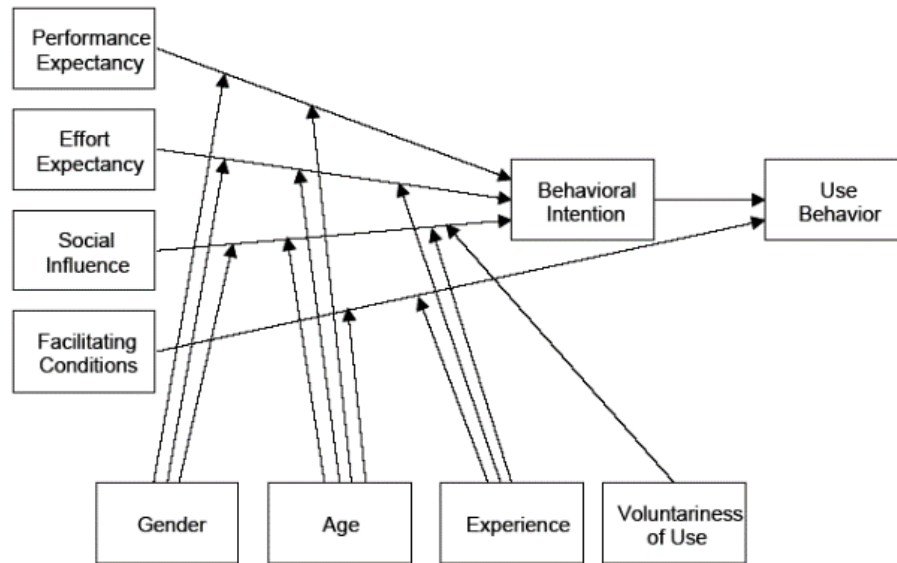 Performance
Expectancy
Effort
Expectancy
Social
Influence
Facilitating
Conditions
Behavioral
Intention
Use
Behavior
Gender
Age
Experience
Voluntariness
of Use